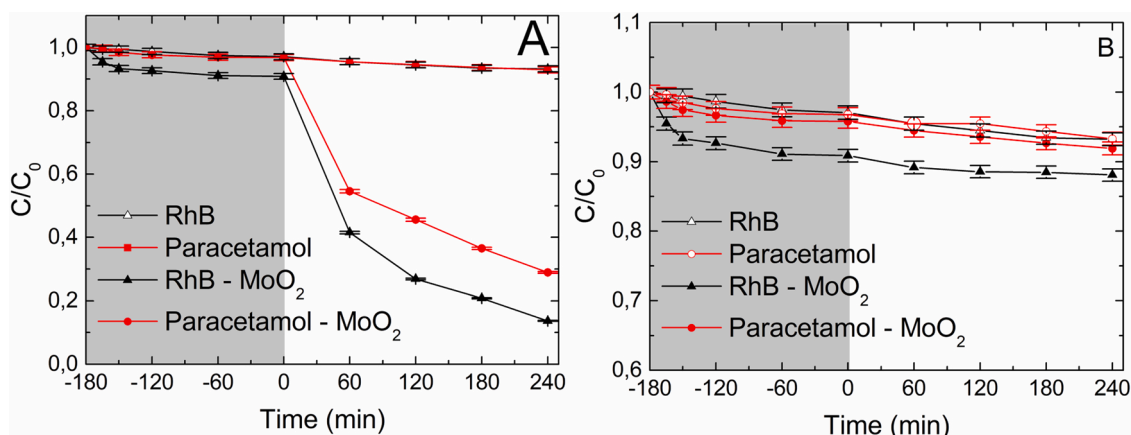 A
1,0
0,8
0,6
0,4
0,2
0,0
C/C0
RhB
Paracetamol
RhB - MoO2
Paracetamol - MoO2
-180 -120 -60 0 60 120 180 240
Time (min)
B
1,1
1,0
0,9
0,8
0,7
0,6
C/C0
RhB
Paracetamol
RhB - MoO2
Paracetamol - MoO2
-180 -120 -60 0 60 120 180 240
Time (min)